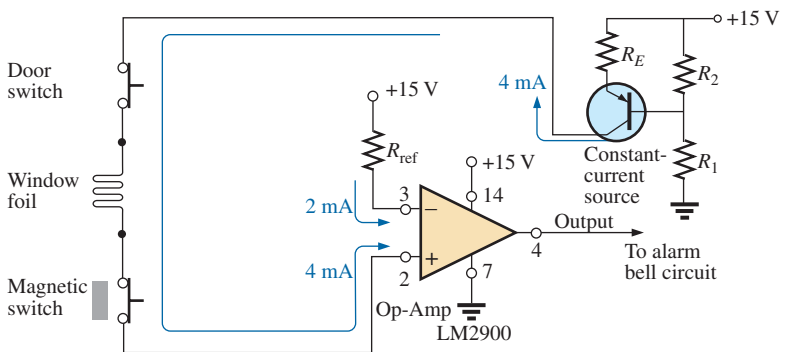 +15 V
R_E
R_2
Door
switch
4 mA
+15 V
R_ref
Constant-
current
source
R_1
+15 V
Window
foil
3
14
2 mA
−
Output
4
To alarm
bell circuit
4 mA
+
2
7
Magnetic
switch
Op-Amp
LM2900